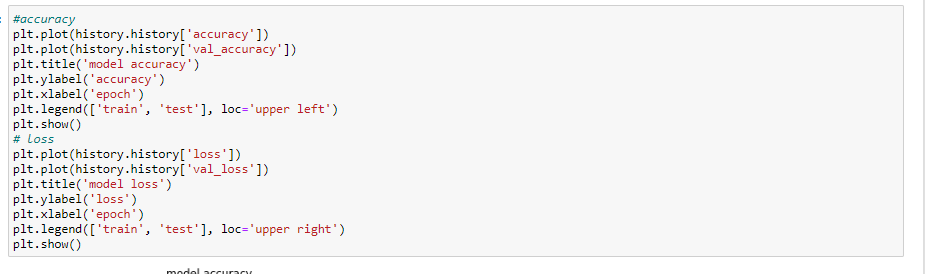 #accuracy
plt.plot(history.history['accuracy'])
plt.plot(history.history['val_accuracy'])
plt.title('model accuracy')
plt.ylabel('accuracy')
plt.xlabel('epoch')
plt.legend(['train', 'test'], loc='upper left')
plt.show()
# loss
plt.plot(history.history['loss'])
plt.plot(history.history['val_loss'])
plt.title('model loss')
plt.ylabel('loss')
plt.xlabel('epoch')
plt.legend(['train', 'test'], loc='upper right')
plt.show()
model accuracy